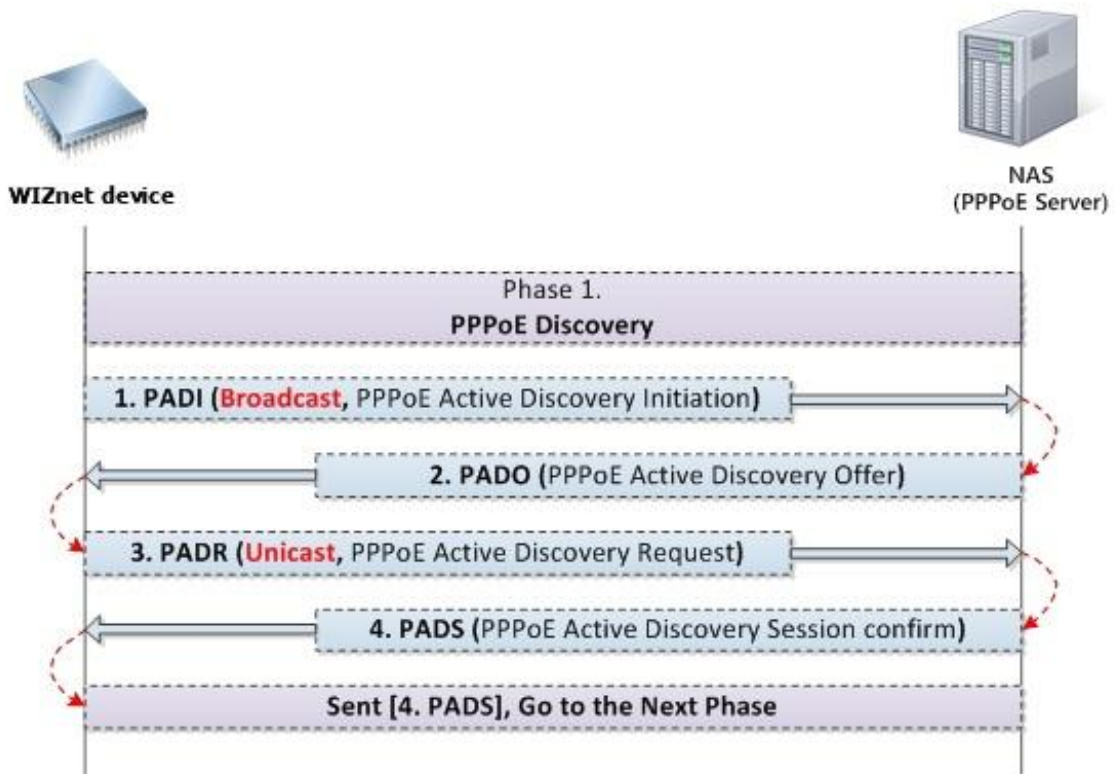 WIZnet device
NAS
(PPPoE Server)
Phase 1.
PPPoE Discovery
1. PADI (Broadcast, PPPoE Active Discovery Initiation)
2. PADO (PPPoE Active Discovery Offer)
3. PADR (Unicast, PPPoE Active Discovery Request)
4. PADS (PPPoE Active Discovery Session confirm)
Sent [4. PADS], Go to the Next Phase